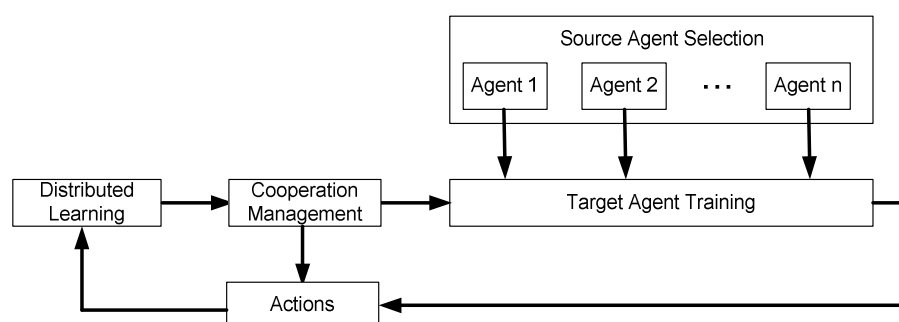 Source Agent Selection
Agent 1
Agent 2
...
Agent n
Distributed
Learning
Cooperation
Management
Target Agent Training
Actions